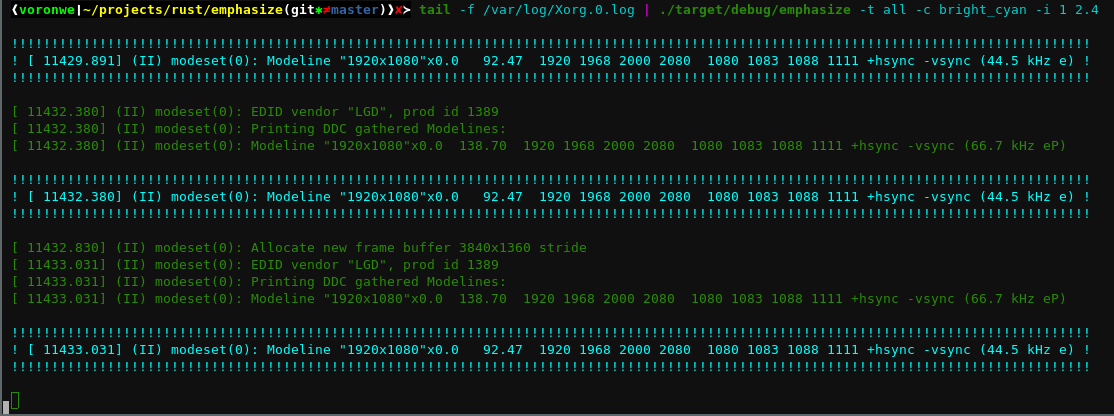 (voronwe|~/projects/rust/emphasize(git✱≠master))✘≻ tail -f /var/log/Xorg.0.log | ./target/debug/emphasize -t all -c bright_cyan -i 1 2.4
!!!!!!!!!!!!!!!!!!!!!!!!!!!!!!!!!!!!!!!!!!!!!!!!!!!!!!!!!!!!!!!!!!!!!!!!!!!!!!!!!!!!!!!!!!!!!!!!!!!!!!!!!!!!!!!!!!!!!!!!!!!!!!!!!!!!!!!
! [ 11429.891] (II) modeset(0): Modeline "1920x1080"x0.0   92.47  1920 1968 2000 2080  1080 1083 1088 1111 +hsync -vsync (44.5 kHz e) !
!!!!!!!!!!!!!!!!!!!!!!!!!!!!!!!!!!!!!!!!!!!!!!!!!!!!!!!!!!!!!!!!!!!!!!!!!!!!!!!!!!!!!!!!!!!!!!!!!!!!!!!!!!!!!!!!!!!!!!!!!!!!!!!!!!!!!!!
[ 11432.380] (II) modeset(0): EDID vendor "LGD", prod id 1389
[ 11432.380] (II) modeset(0): Printing DDC gathered Modelines:
[ 11432.380] (II) modeset(0): Modeline "1920x1080"x0.0  138.70  1920 1968 2000 2080  1080 1083 1088 1111 +hsync -vsync (66.7 kHz eP)
!!!!!!!!!!!!!!!!!!!!!!!!!!!!!!!!!!!!!!!!!!!!!!!!!!!!!!!!!!!!!!!!!!!!!!!!!!!!!!!!!!!!!!!!!!!!!!!!!!!!!!!!!!!!!!!!!!!!!!!!!!!!!!!!!!!!!!!
! [ 11432.380] (II) modeset(0): Modeline "1920x1080"x0.0   92.47  1920 1968 2000 2080  1080 1083 1088 1111 +hsync -vsync (44.5 kHz e) !
!!!!!!!!!!!!!!!!!!!!!!!!!!!!!!!!!!!!!!!!!!!!!!!!!!!!!!!!!!!!!!!!!!!!!!!!!!!!!!!!!!!!!!!!!!!!!!!!!!!!!!!!!!!!!!!!!!!!!!!!!!!!!!!!!!!!!!!
[ 11432.830] (II) modeset(0): Allocate new frame buffer 3840x1360 stride
[ 11433.031] (II) modeset(0): EDID vendor "LGD", prod id 1389
[ 11433.031] (II) modeset(0): Printing DDC gathered Modelines:
[ 11433.031] (II) modeset(0): Modeline "1920x1080"x0.0  138.70  1920 1968 2000 2080  1080 1083 1088 1111 +hsync -vsync (66.7 kHz eP)
!!!!!!!!!!!!!!!!!!!!!!!!!!!!!!!!!!!!!!!!!!!!!!!!!!!!!!!!!!!!!!!!!!!!!!!!!!!!!!!!!!!!!!!!!!!!!!!!!!!!!!!!!!!!!!!!!!!!!!!!!!!!!!!!!!!!!!!
! [ 11433.031] (II) modeset(0): Modeline "1920x1080"x0.0   92.47  1920 1968 2000 2080  1080 1083 1088 1111 +hsync -vsync (44.5 kHz e) !
!!!!!!!!!!!!!!!!!!!!!!!!!!!!!!!!!!!!!!!!!!!!!!!!!!!!!!!!!!!!!!!!!!!!!!!!!!!!!!!!!!!!!!!!!!!!!!!!!!!!!!!!!!!!!!!!!!!!!!!!!!!!!!!!!!!!!!!